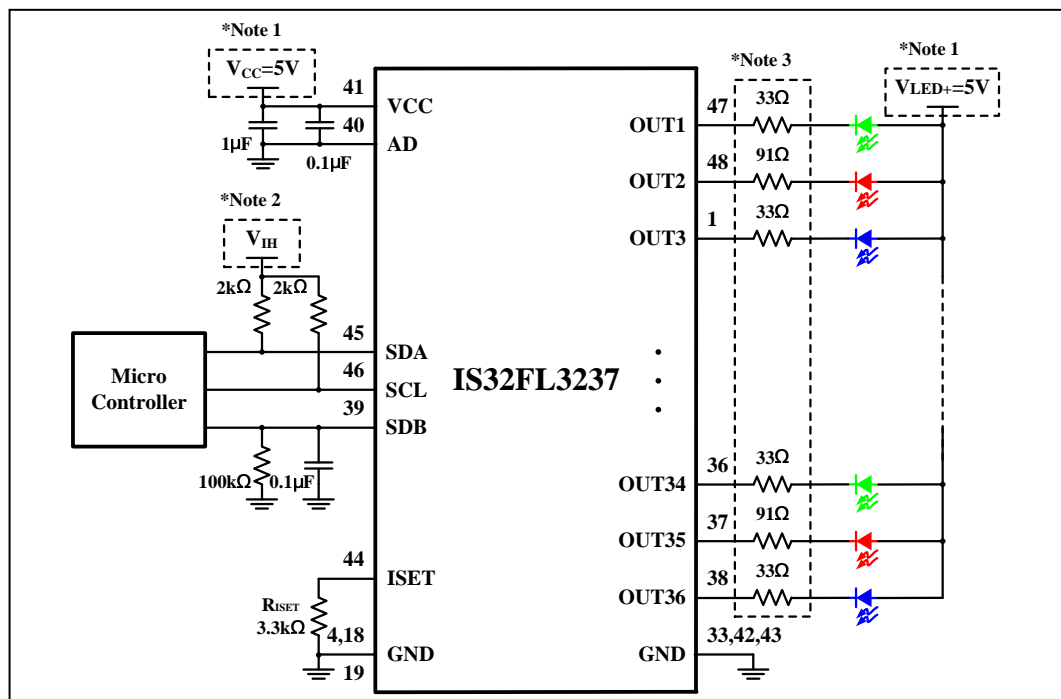 *Note 1
VCC=5V
41
VCC
40
AD
1µF
0.1µF
*Note 2
VIH
2kΩ
2kΩ
Micro
Controller
45
SDA
46
SCL
39
SDB
100kΩ
0.1µF
44
ISET
RISET
3.3kΩ
4,18
GND
19
IS32FL3237
*Note 3
*Note 1
VLED+=5V
OUT1
47
33Ω
OUT2
48
91Ω
OUT3
1
33Ω
OUT34
36
33Ω
OUT35
37
91Ω
OUT36
38
33Ω
GND
33,42,43